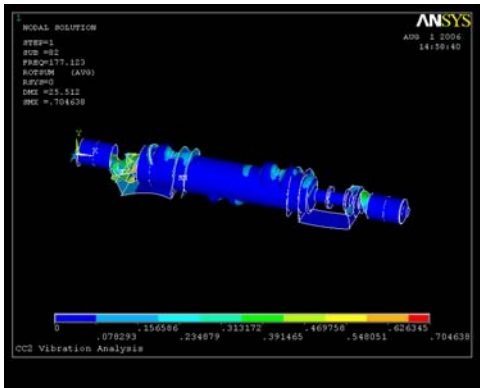 1
NODAL SOLUTION
STEP=1
SUB =82
FREQ=177.123
ROTSUM (AVG)
RSYS=0
DMX=25.512
SMX=.704638
ANSYS
AUG 1 2006
14:58:40
Y
X
0 .156586 .313172 .469758 .626345
.078293 .234879 .391465 .548051 .704638
CC2 Vibration Analysis